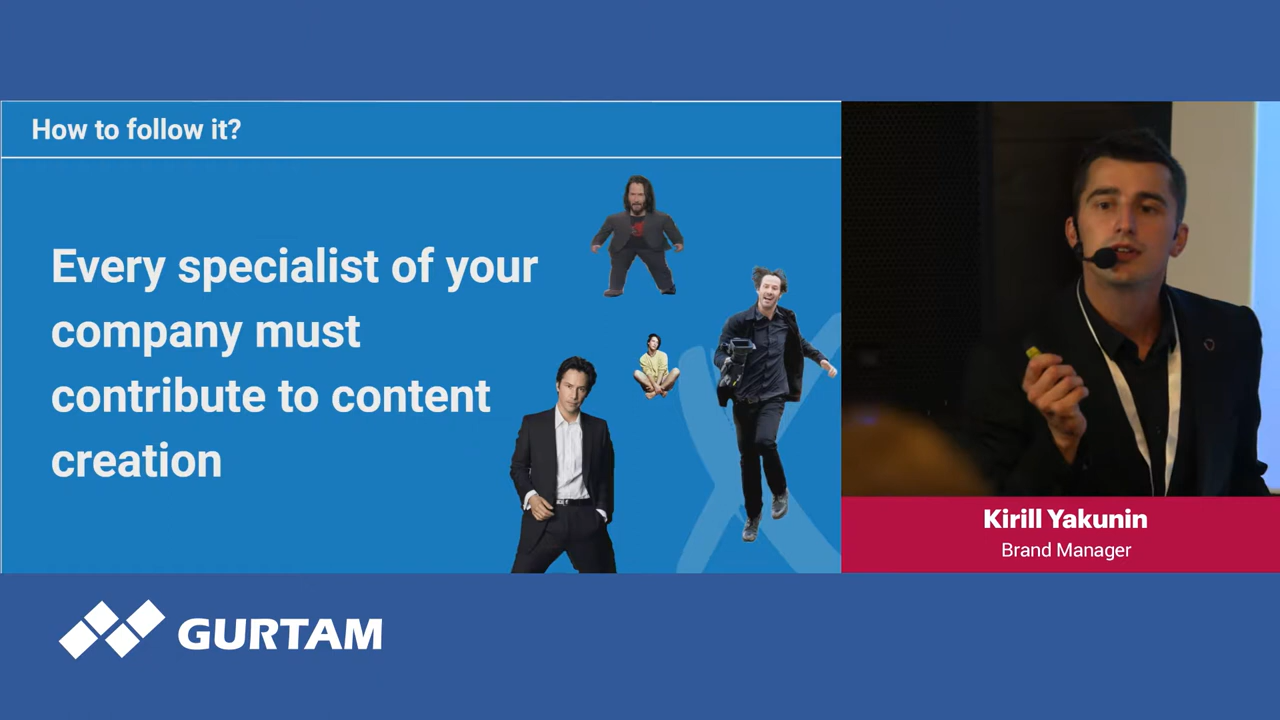 How to follow it?
Every specialist of your
company must
contribute to content
creation
Kirill Yakunin
Brand Manager
GURTAM